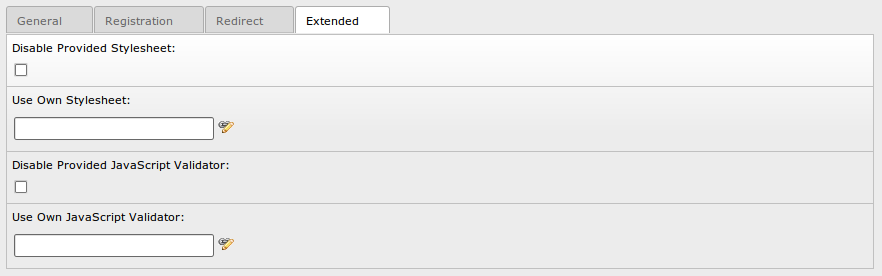 General Registration Redirect Extended
Disable Provided Stylesheet:
Use Own Stylesheet:
Disable Provided JavaScript Validator:
Use Own JavaScript Validator: